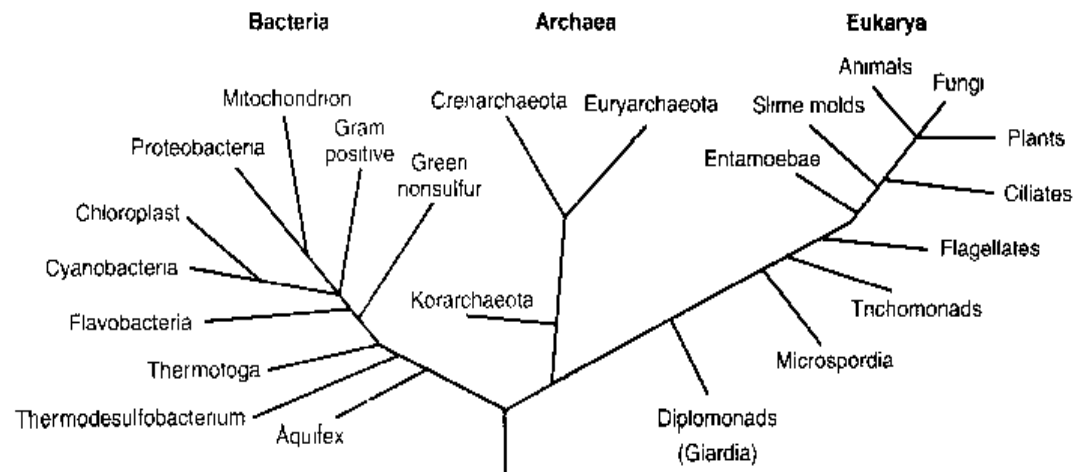 Bacteria
Archaea
Eukarya
Animals
Fungi
Mitochondrion
Crenarchaeota
Euryarchaeota
Slime molds
Gram
positive
Proteobacteria
Plants
Green
nonsulfur
Entamoebae
Chloroplast
Ciliates
Cyanobacteria
Flagellates
Korarchaeota
Flavobacteria
Trichomonads
Thermotoga
Microspordia
Thermodesulfobacterium
Aquifex
Diplomonads
(Giardia)